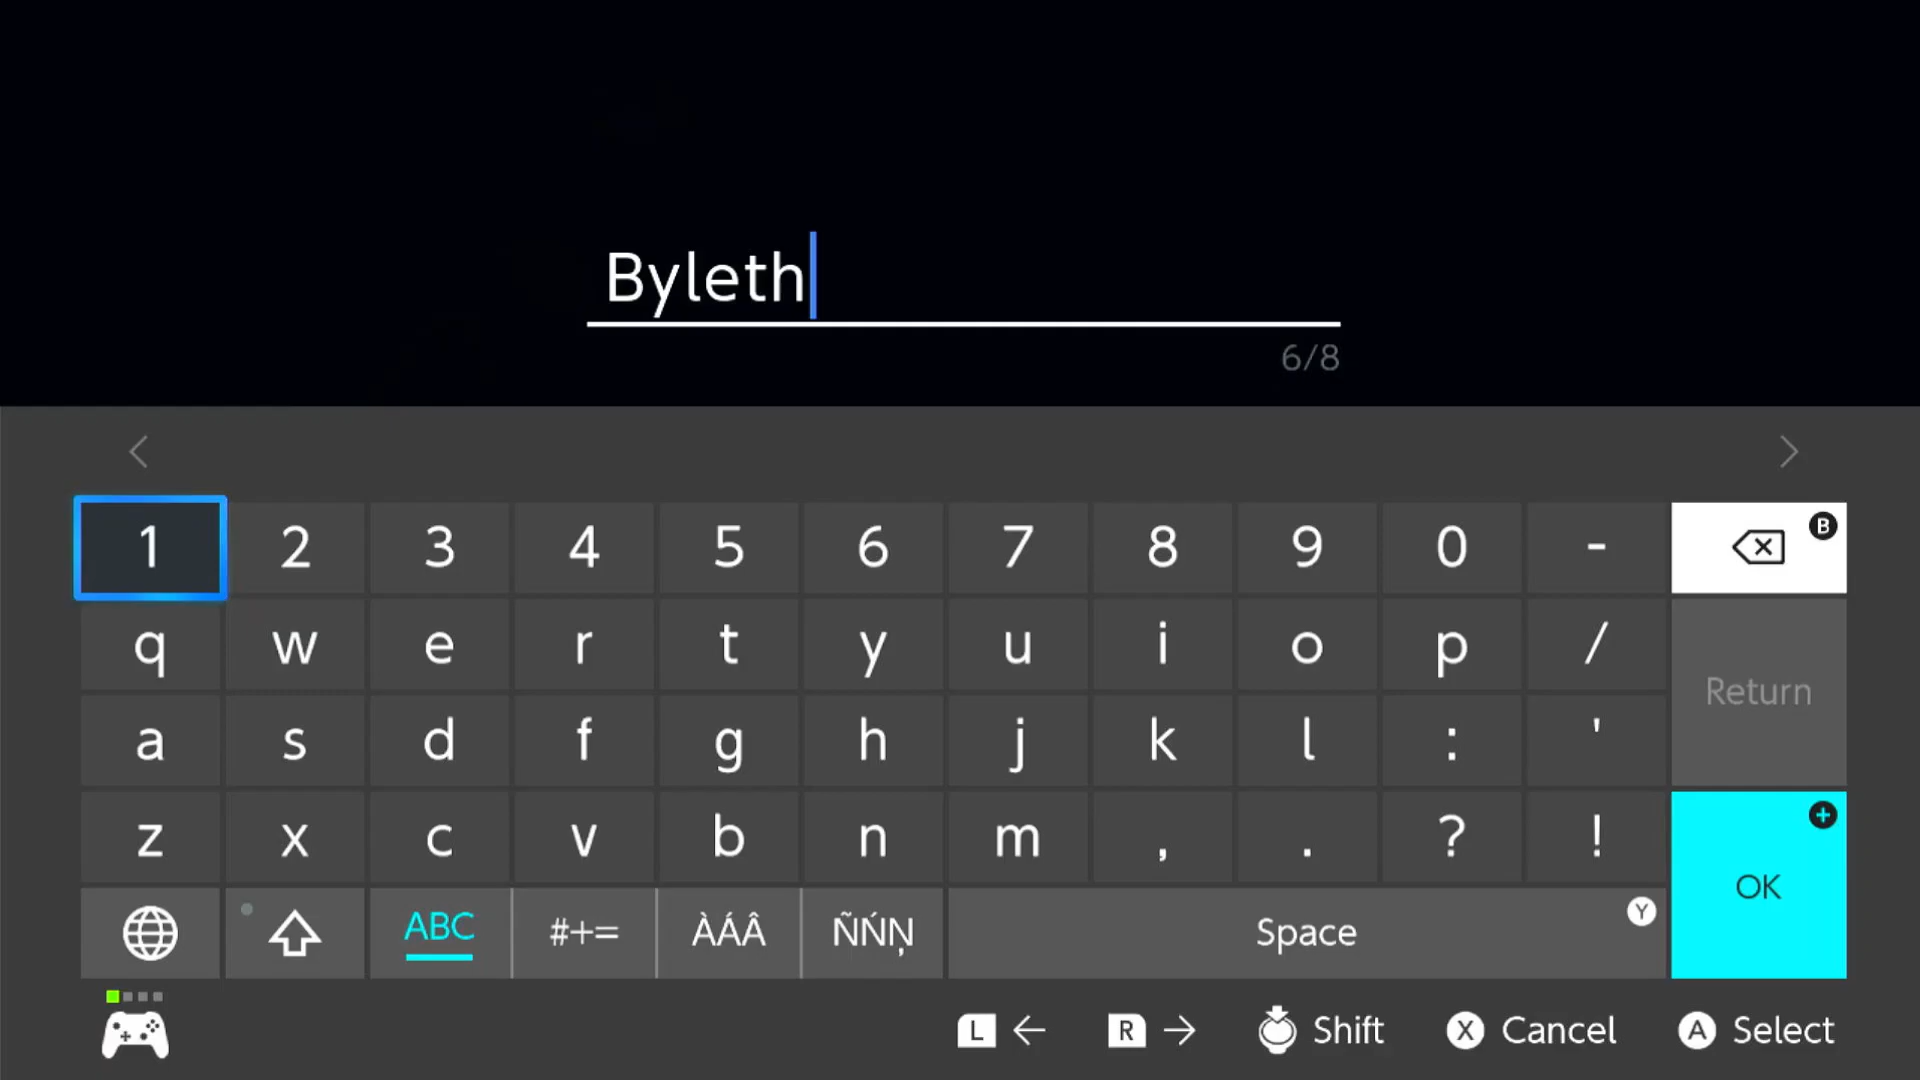 Byleth
6/8
1 2 3 4 5 6 7 8 9 0 - B
q w e r t y u i o p / Return
a s d f g h j k l : '
z x c v b n m , . ? ! + OK
ABC #+= ÀÁÂ ÑŃŅ Space Y
L ← R → Shift X Cancel A Select